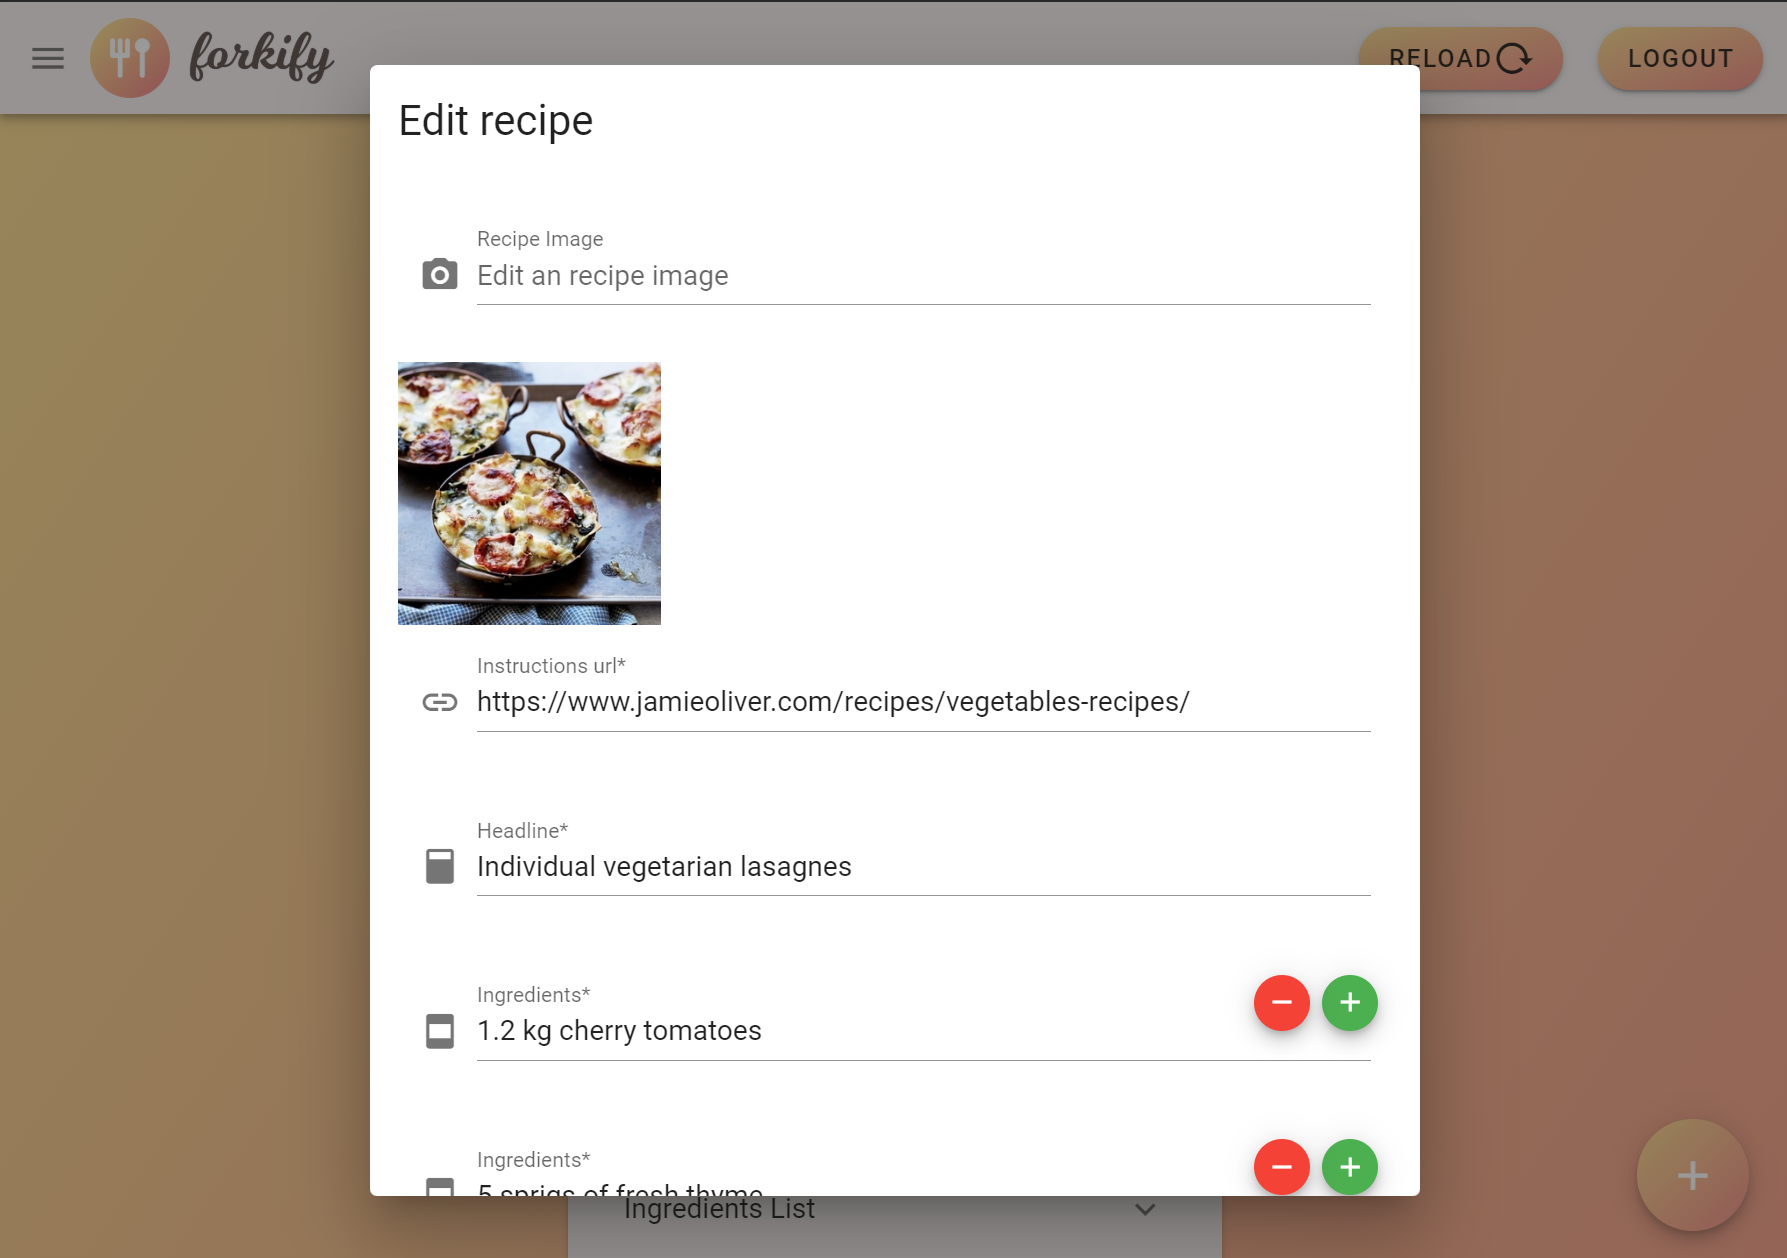 forkify
RELOAD
LOGOUT
Edit recipe
Recipe Image
Edit an recipe image
Instructions url*
https://www.jamieoliver.com/recipes/vegetables-recipes/
Headline*
Individual vegetarian lasagnes
Ingredients*
1.2 kg cherry tomatoes
Ingredients*
5 sprigs of fresh thyme
Ingredients List